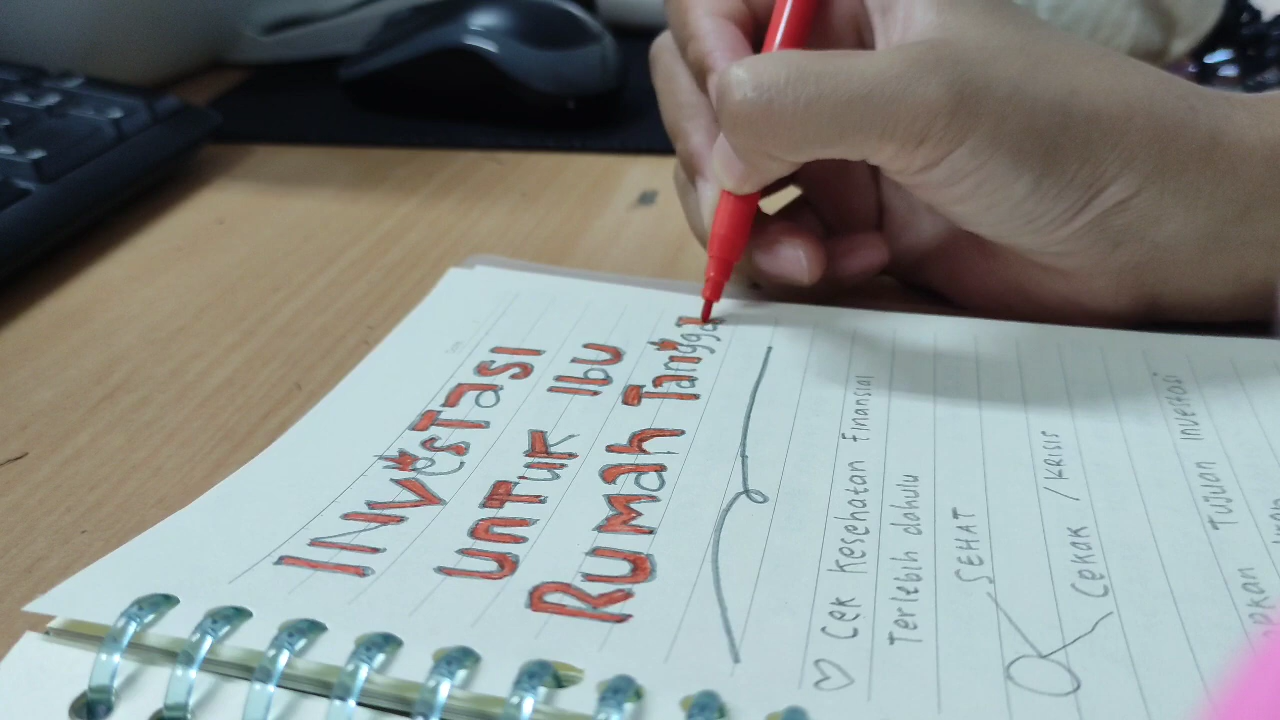 INVesTasI
unTuk Ibu
Rumah Tangga
Cek Kesehatan Finansial
Terlebih dahulu
SEHAT
CeKaK /KRISIS
Tujuan Investasi